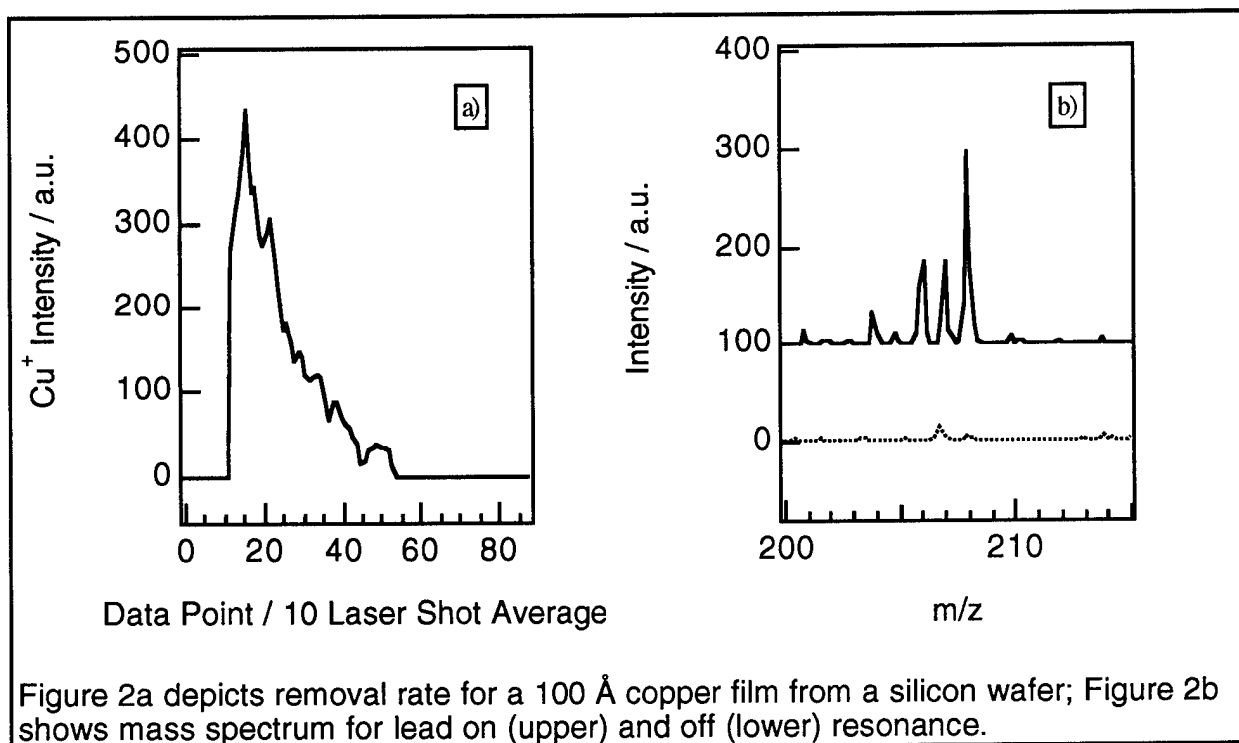 500
400
300
200
100
0
Cu+ Intensity / a.u.
a)
0 20 40 60 80
Data Point / 10 Laser Shot Average
400
300
200
100
0
Intensity / a.u.
b)
200 210
m/z
Figure 2a depicts removal rate for a 100 Å copper film from a silicon wafer; Figure 2b
shows mass spectrum for lead on (upper) and off (lower) resonance.